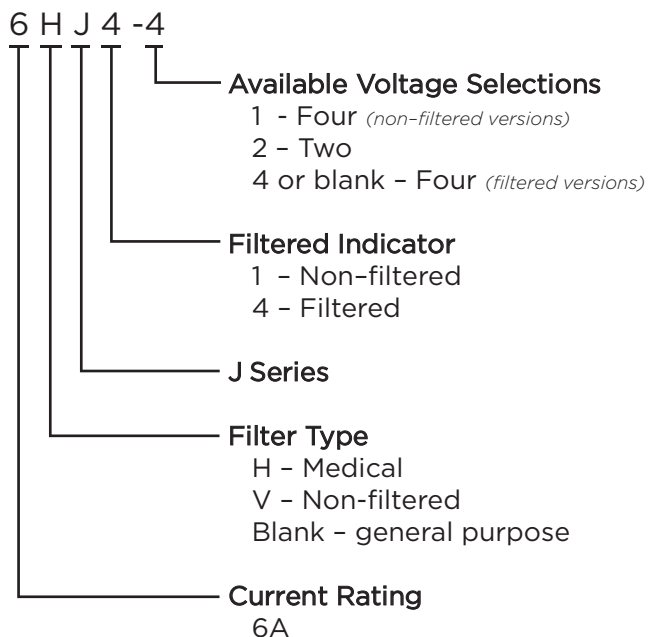 6 H J 4 -4
Available Voltage Selections
1 - Four (non–filtered versions)
2 – Two
4 or blank – Four (filtered versions)
Filtered Indicator
1 – Non–filtered
4 – Filtered
J Series
Filter Type
H – Medical
V – Non-filtered
Blank – general purpose
Current Rating
6A